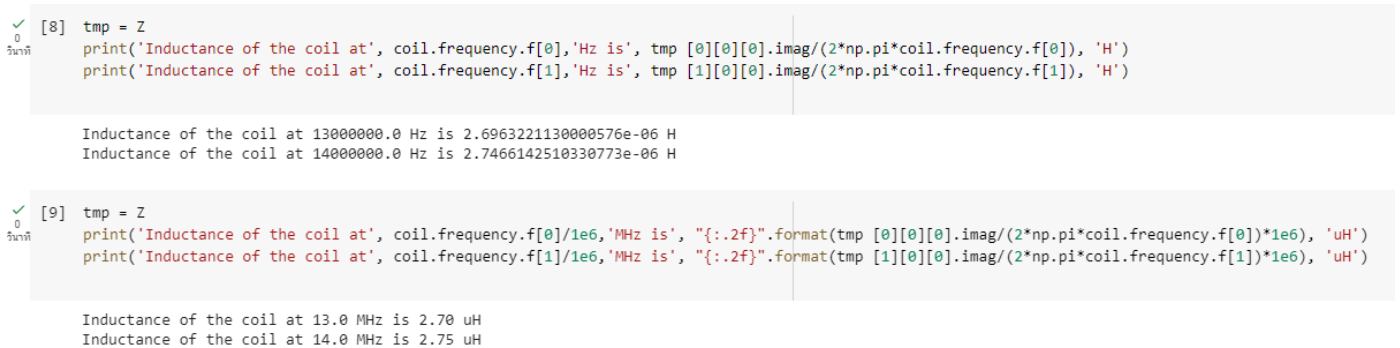 [8] tmp = Z
0
วินาที
print('Inductance of the coil at', coil.frequency.f[0],'Hz is', tmp [0][0][0].imag/(2*np.pi*coil.frequency.f[0]), 'H')
print('Inductance of the coil at', coil.frequency.f[1],'Hz is', tmp [1][0][0].imag/(2*np.pi*coil.frequency.f[1]), 'H')
Inductance of the coil at 13000000.0 Hz is 2.6963221130000576e-06 H
Inductance of the coil at 14000000.0 Hz is 2.7466142510330773e-06 H
[9] tmp = Z
0
วินาที
print('Inductance of the coil at', coil.frequency.f[0]/1e6,'MHz is', "{:.2f}".format(tmp [0][0][0].imag/(2*np.pi*coil.frequency.f[0])*1e6), 'uH')
print('Inductance of the coil at', coil.frequency.f[1]/1e6,'MHz is', "{:.2f}".format(tmp [1][0][0].imag/(2*np.pi*coil.frequency.f[1])*1e6), 'uH')
Inductance of the coil at 13.0 MHz is 2.70 uH
Inductance of the coil at 14.0 MHz is 2.75 uH